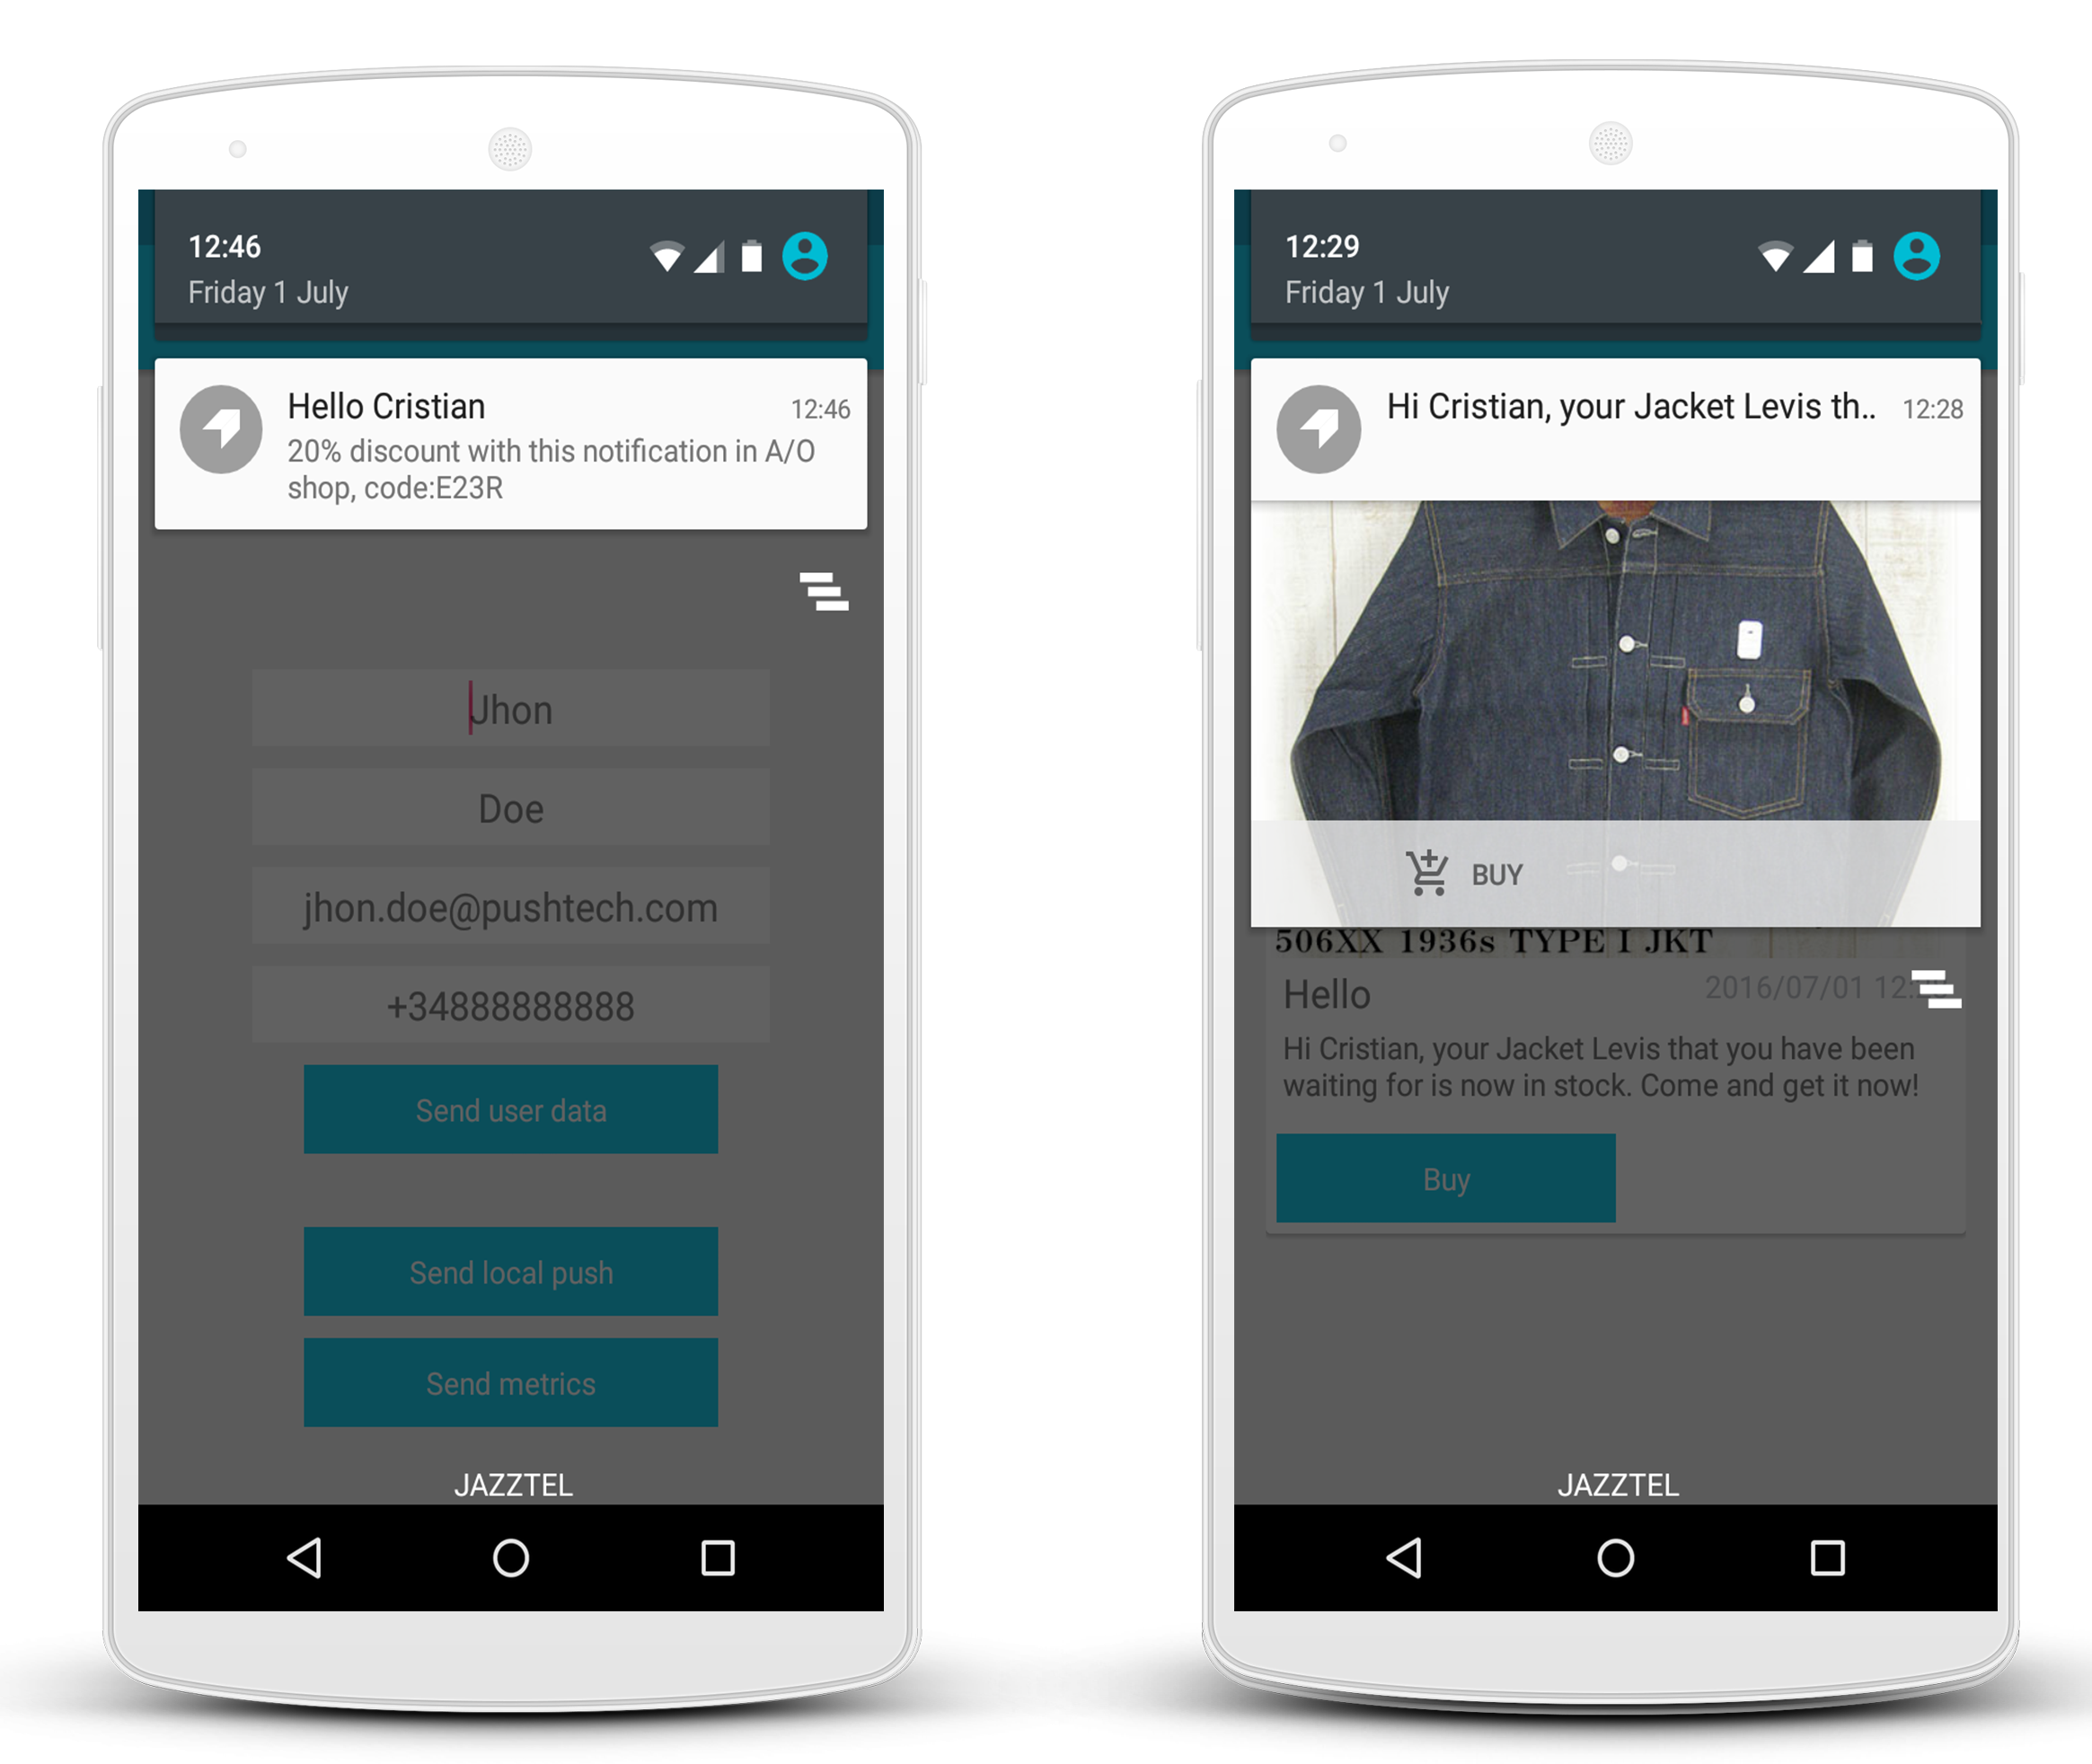 12:46
Friday 1 July
Hello Cristian
12:46
20% discount with this notification in A/O
shop, code:E23R
Jhon
Doe
jhon.doe@pushtech.com
+34888888888
Send user data
Send local push
Send metrics
JAZZTEL
12:29
Friday 1 July
Hi Cristian, your Jacket Levis th..
12:28
BUY
506XX 1936s TYPE I JKT
Hello
2016/07/01
Hi Cristian, your Jacket Levis that you have been
waiting for is now in stock. Come and get it now!
Buy
JAZZTEL